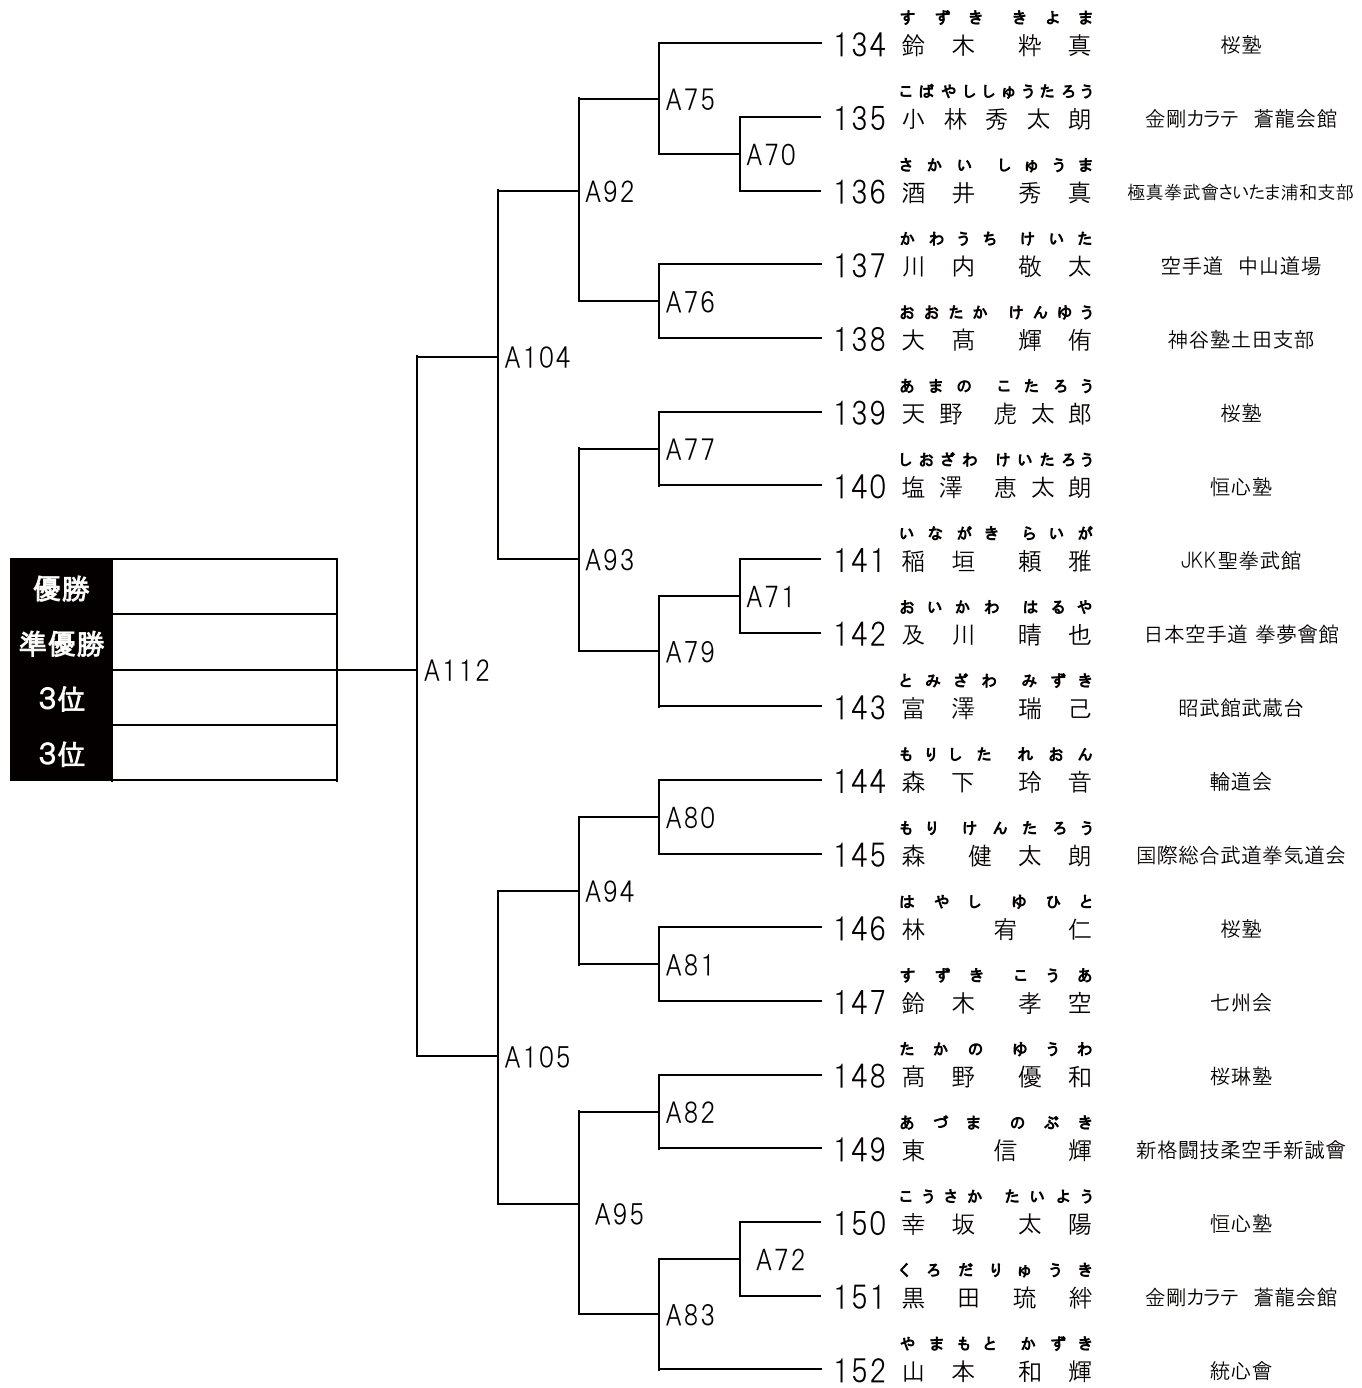 すずき きよま
134 鈴木 粋真 桜塾
A75
こばやししゅうたろう
135 小林秀太朗 金剛カラテ 蒼龍会館
A70
さかい しゅうま
A92
136 酒井 秀真 極真拳武會さいたま浦和支部
かわうち けいた
137 川内 敬太 空手道 中山道場
A76
おおたか けんゆう
138 大髙 輝侑 神谷塾土田支部
A104
あまの こたろう
139 天野 虎太郎 桜塾
A77
しおざわ けいたろう
140 塩澤 恵太朗 恒心塾
いながき らいが
A93
141 稲垣 頼雅 JKK聖拳武館
優勝
A71
おいかわ はるや
142 及川 晴也 日本空手道 拳夢會館
準優勝
A79
A112
とみざわ みずき
3位
143 富澤 瑞己 昭武館武蔵台
3位
もりした れおん
144 森下 玲音 輪道会
A80
もり けんたろう
145 森 健太朗 国際総合武道拳気道会
A94
はやし ゆひと
146 林 宥仁 桜塾
A81
すずき こうあ
147 鈴木 孝空 七州会
A105
たかの ゆうわ
148 髙野 優和 桜琳塾
A82
あづま のぶき
149 東 信輝 新格闘技柔空手新誠會
A95
こうさか たいよう
150 幸坂 太陽 恒心塾
A72
くろだりゅうき
151 黒田琉絆 金剛カラテ 蒼龍会館
A83
やまもと かずき
152 山本 和輝 統心會